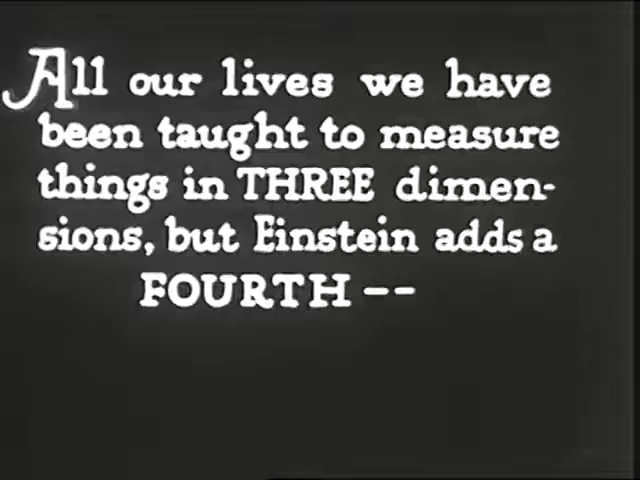 All our lives we have
been taught to measure
things in THREE dimen-
sions, but Einstein adds a
FOURTH --